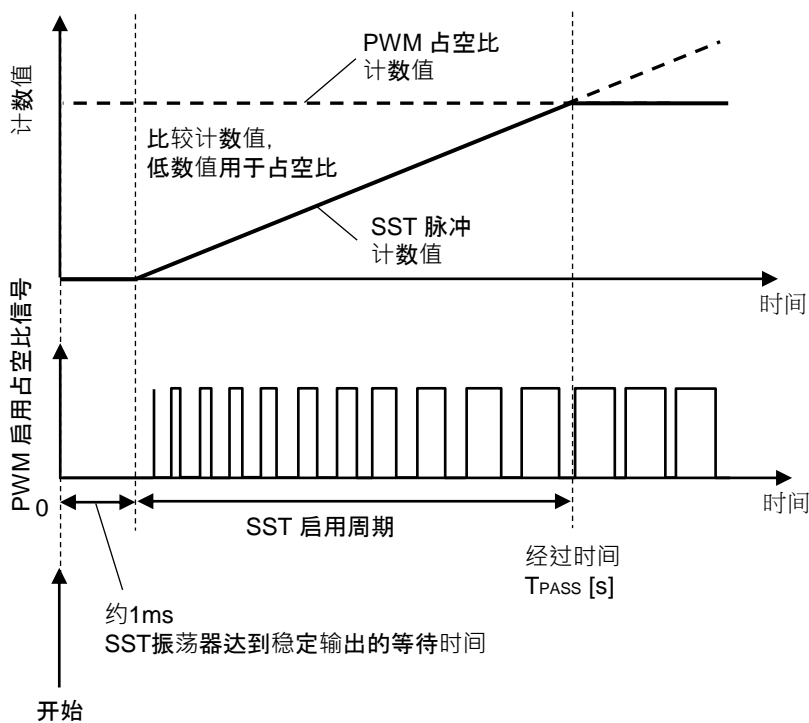 计数值
PWM 占空比
计数值
比较计数值，
低数值用于占空比
SST 脉冲
计数值
时间
PWM 启用占空比信号
0
时间
SST 启用周期
经过时间
TPASS [s]
约1ms
SST振荡器达到稳定输出的等待时间
开始